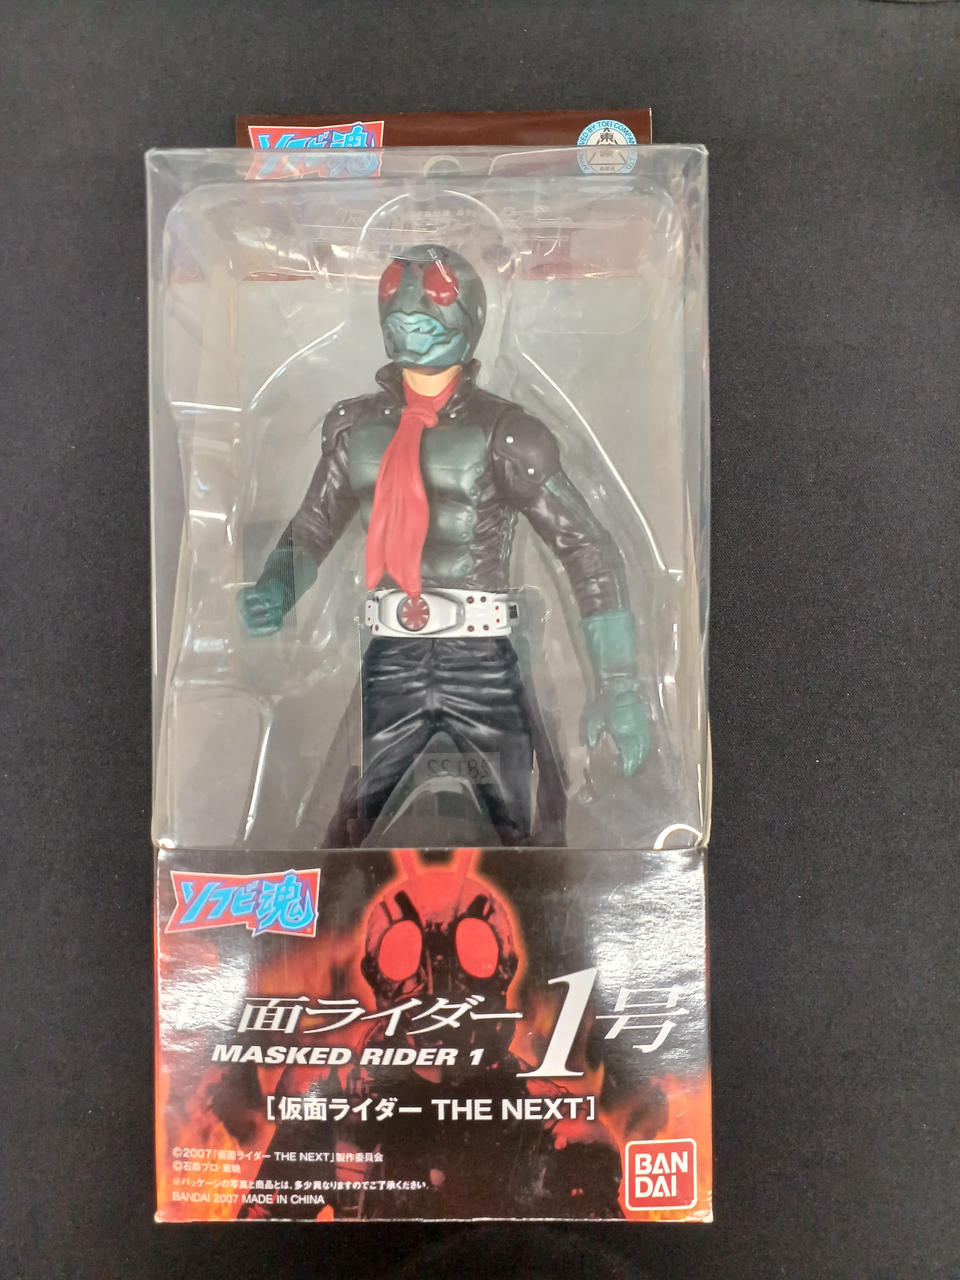 ソフビ魂
ソフビ魂
面ライダー1号
MASKED RIDER 1
[仮面ライダー THE NEXT]
©2007「仮面ライダー THE NEXT」製作委員会
©石森プロ・東映
※パッケージの写真と商品とは、多少異なりますのでご了承ください。
BANDAI 2007 MADE IN CHINA
BAN
DAI